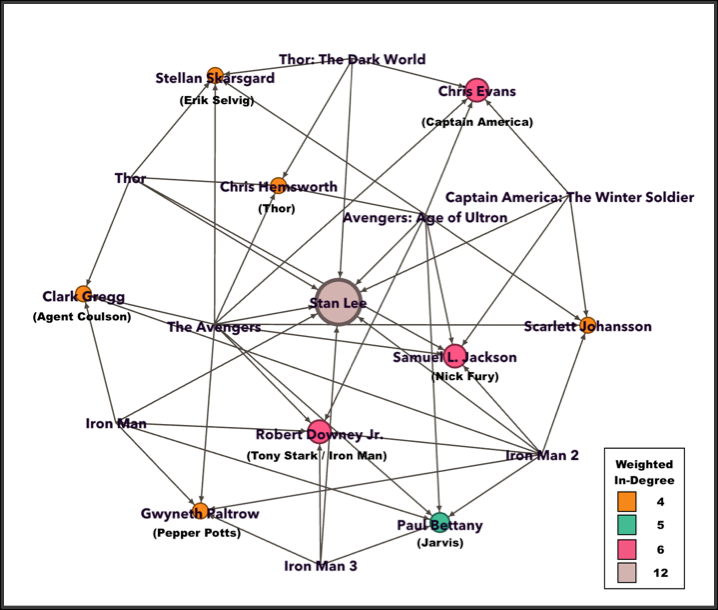 Thor: The Dark World
Stellan Skarsgard
(Erik Selvig)
Chris Evans
(Captain America)
Thor
Chris Hemsworth
(Thor)
Captain America: The Winter Soldier
Avengers: Age of Ultron
Clark Gregg
(Agent Coulson)
Stan Lee
The Avengers
Scarlett Johansson
Samuel L. Jackson
(Nick Fury)
Iron Man
Robert Downey Jr.
(Tony Stark / Iron Man)
Iron Man 2
Gwyneth Paltrow
(Pepper Potts)
Paul Bettany
(Jarvis)
Iron Man 3
Weighted
In-Degree
4
5
6
12